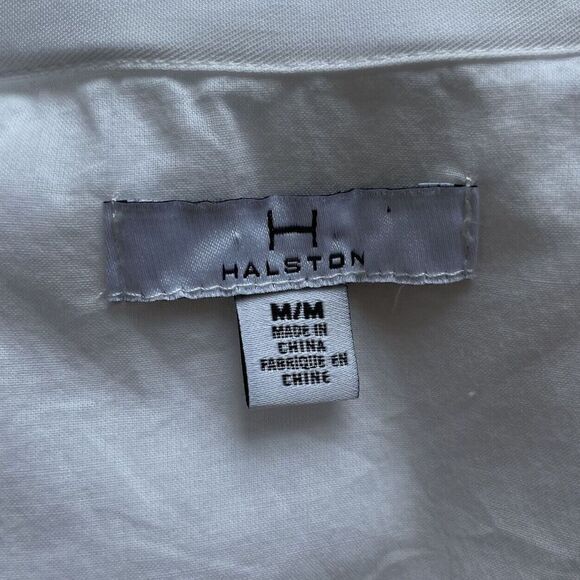 H
HALSTON
M/M
MADE IN
CHINA
FABRIQUE EN
CHINE